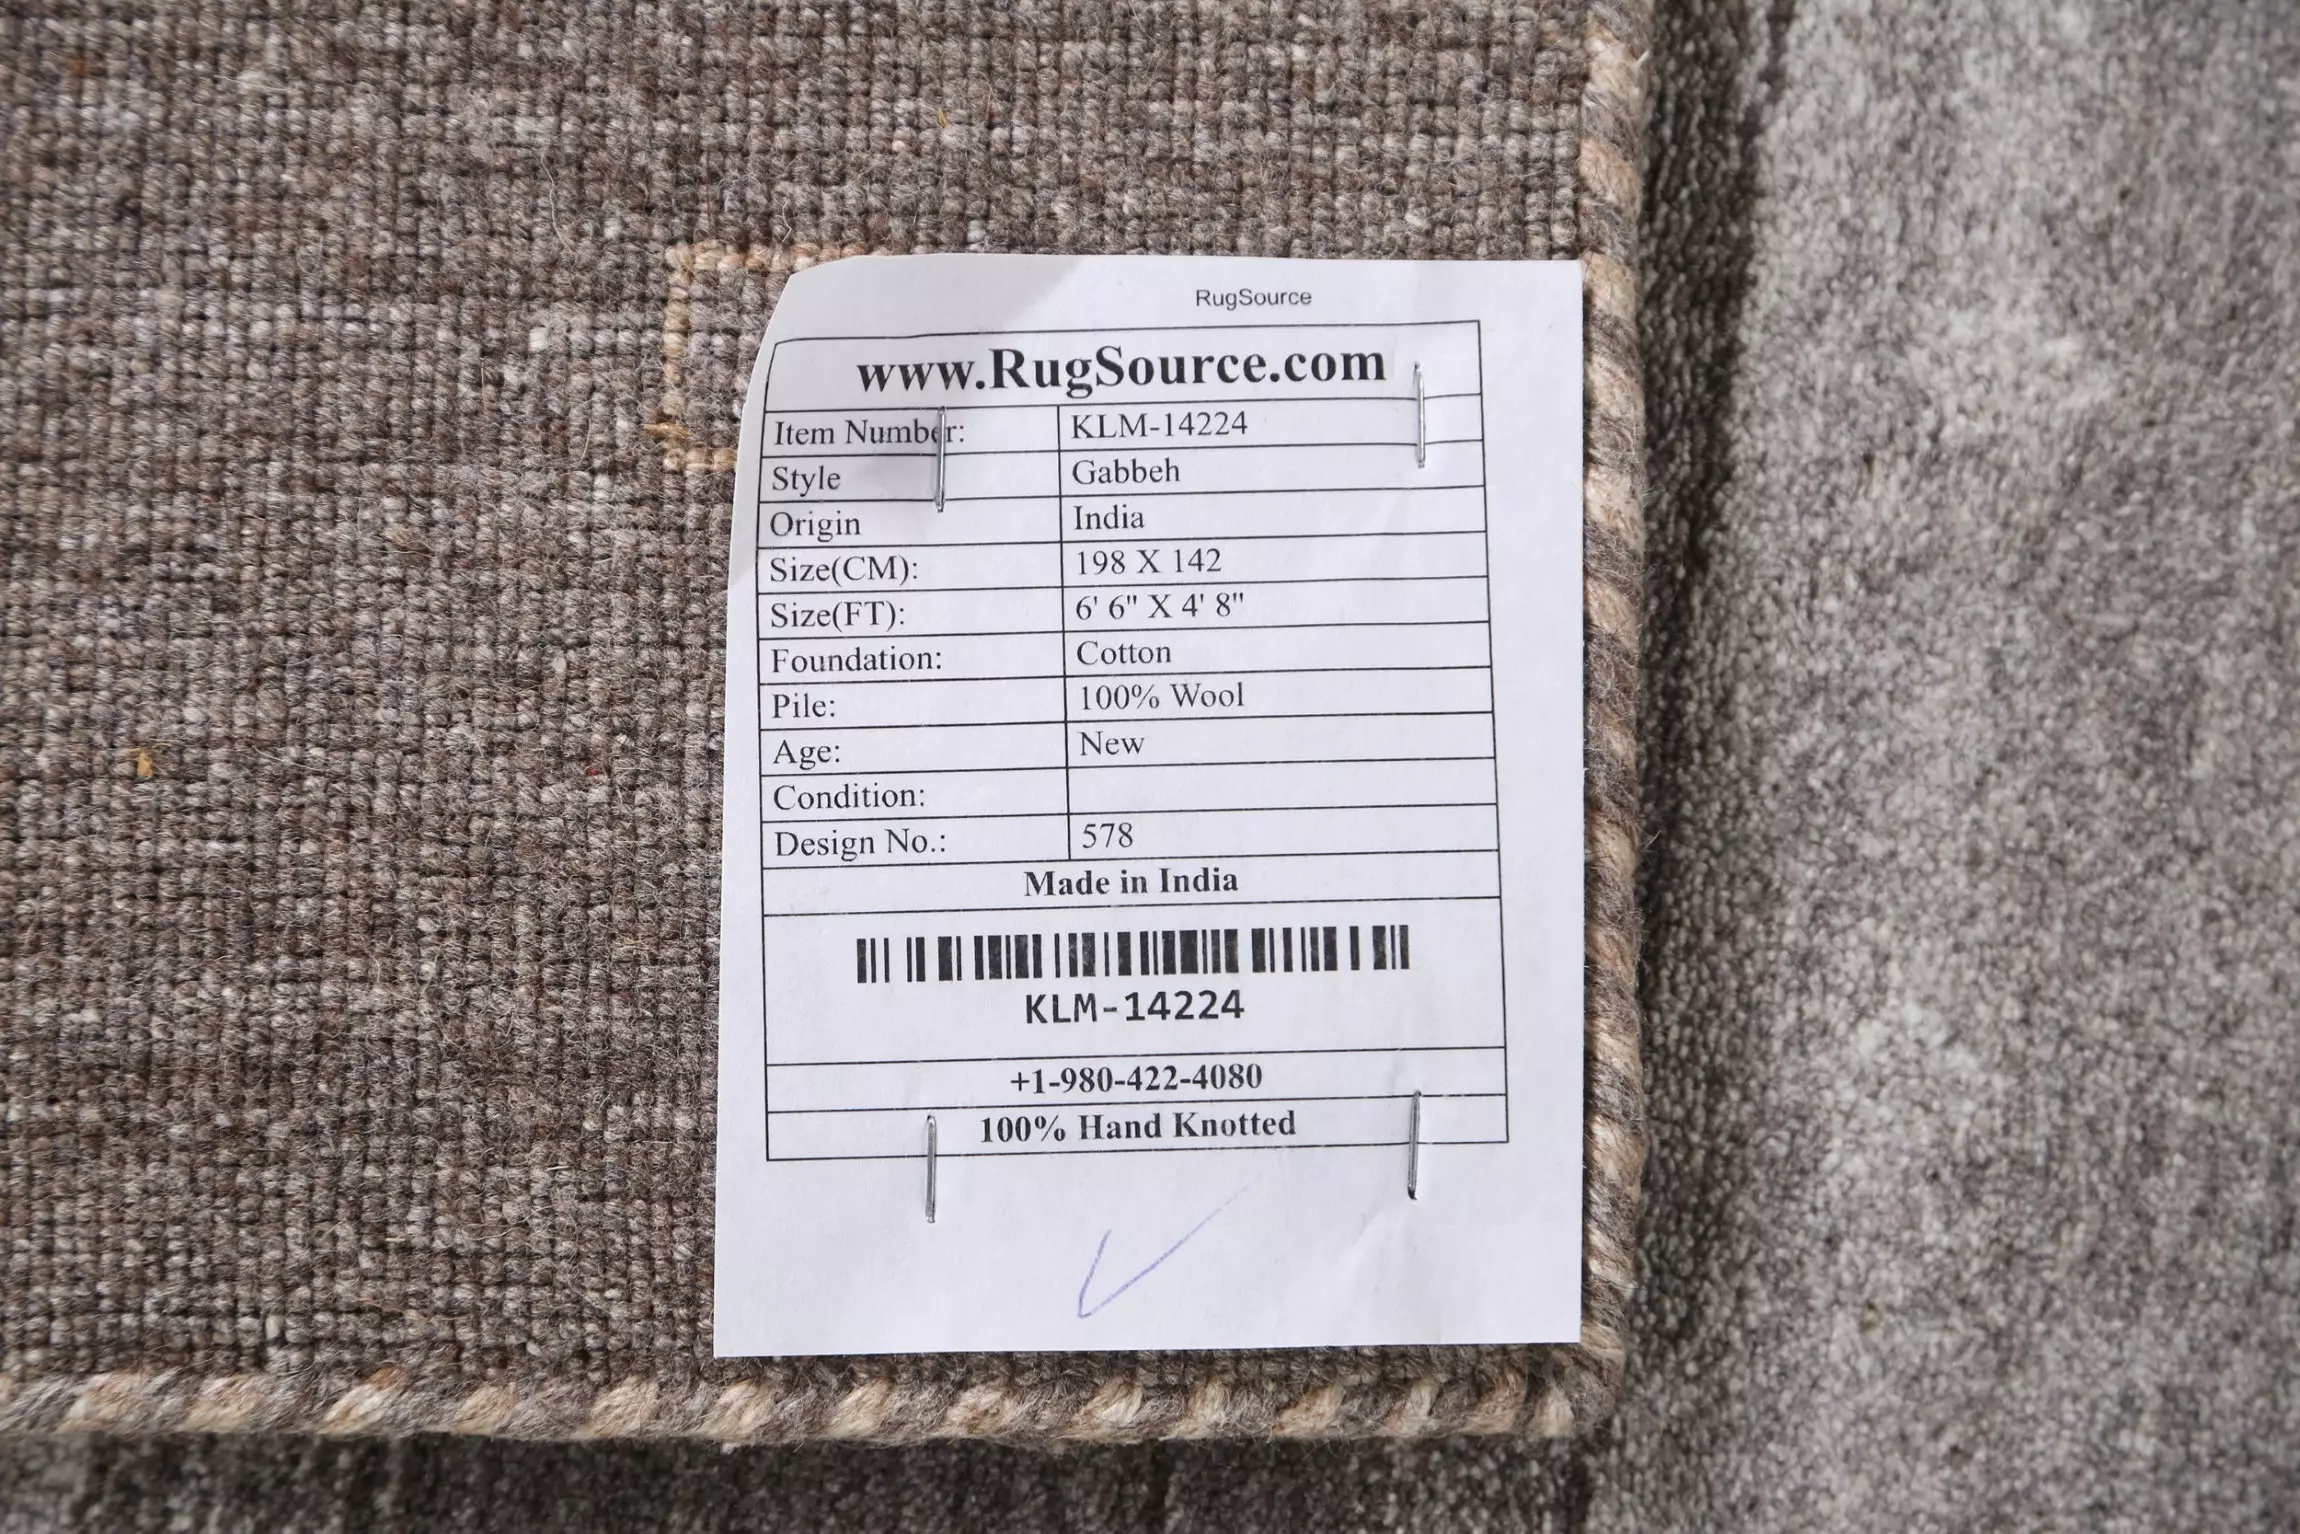 RugSource
www.RugSource.com
Item Number: KLM-14224
Style Gabbeh
Origin India
Size(CM): 198 X 142
Size(FT): 6' 6" X 4' 8"
Foundation: Cotton
Pile: 100% Wool
Age: New
Condition:
Design No.: 578
Made in India
KLM-14224
+1-980-422-4080
100% Hand Knotted